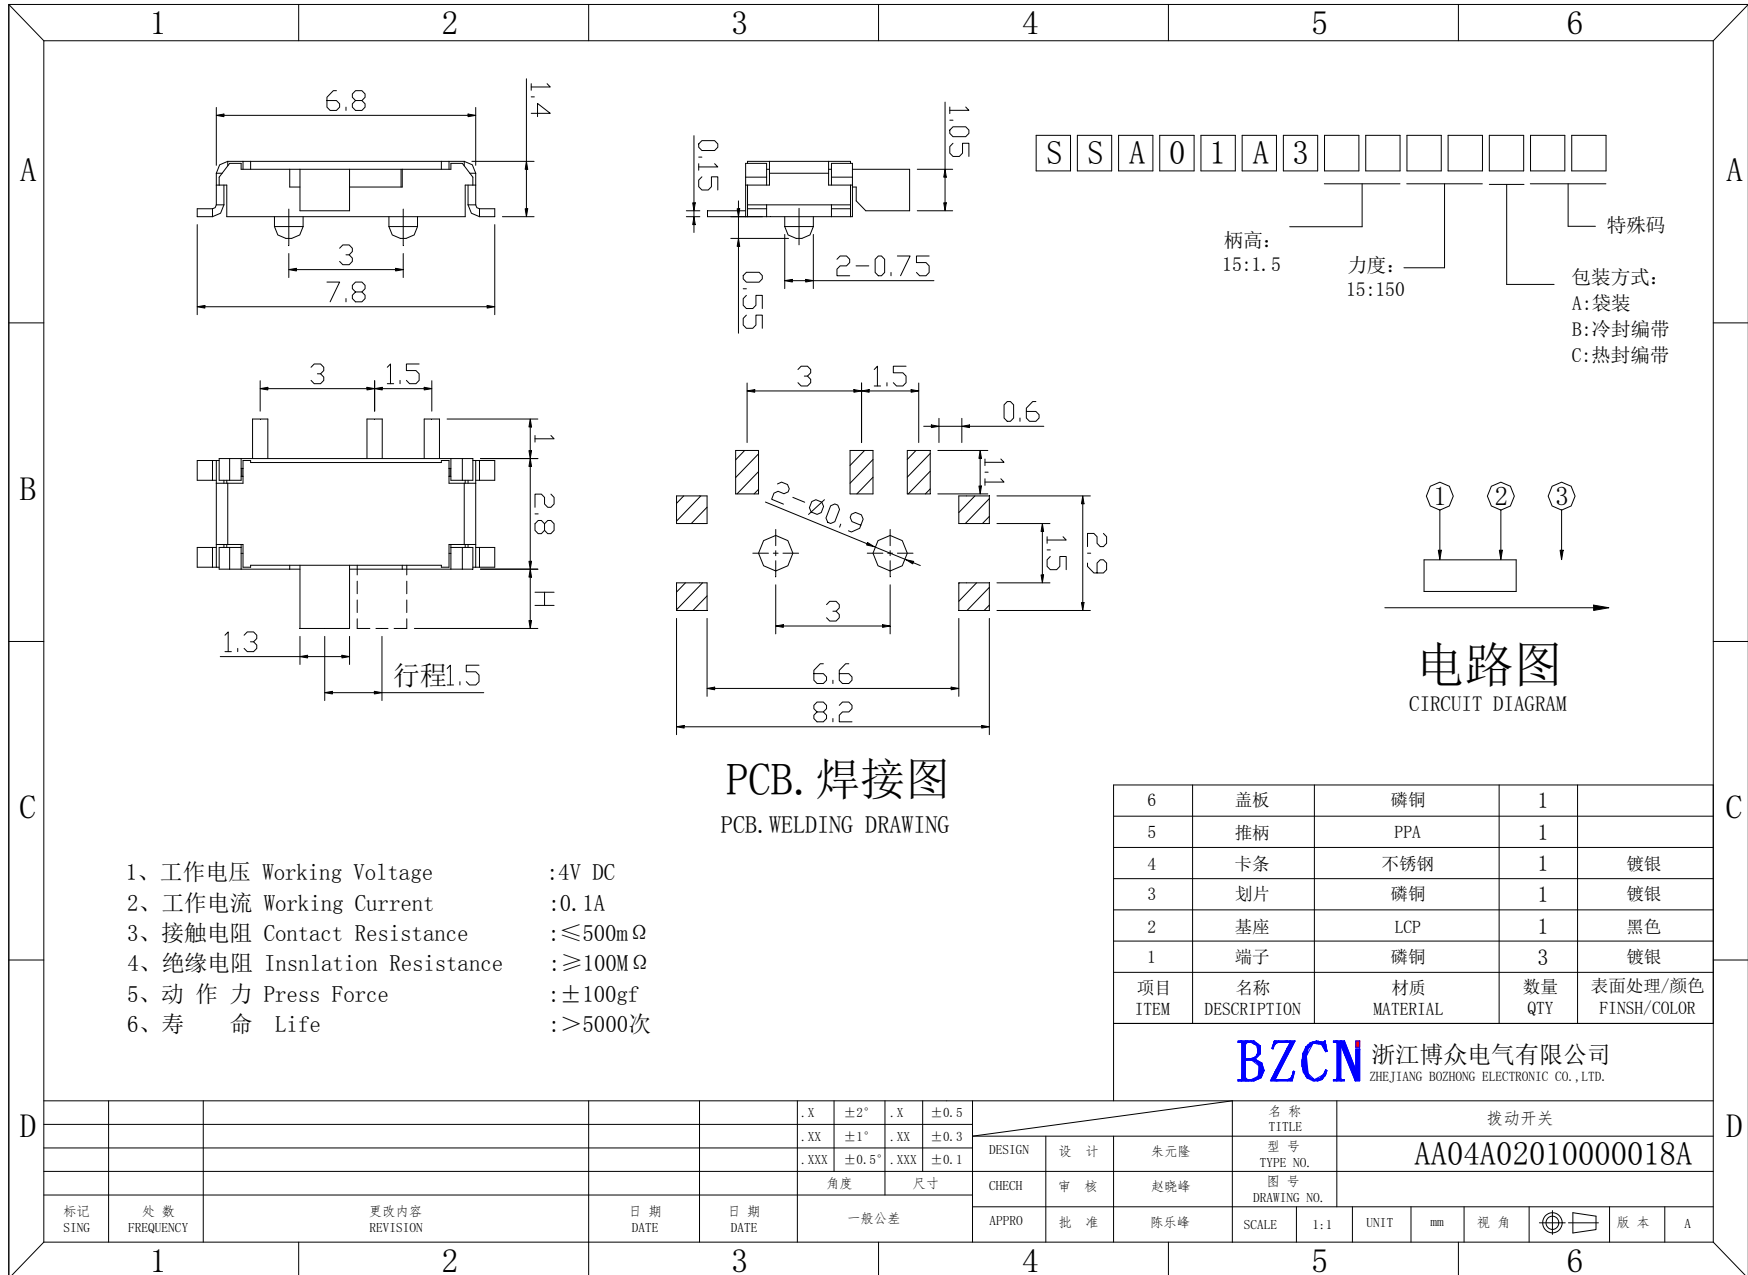 1 2 3 4 5 6
A
A
B
B
C
C
D
D
6.8
1.4
3
7.8
0.15
1.05
2-0.75
0.55
S S A 0 1 A 3
柄高:
15:1.5
力度:
15:150
特殊码
包装方式:
A:袋装
B:冷封编带
C:热封编带
3
1.5
1
2.8
H
1.3
行程1.5
3
1.5
0.6
1.1
2-ø0.9
1.5
2.9
3
6.6
8.2
PCB.焊接图
PCB.WELDING DRAWING
① ② ③
电路图
CIRCUIT DIAGRAM
1、工作电压 Working Voltage :4V DC
2、工作电流 Working Current :0.1A
3、接触电阻 Contact Resistance :≤500mΩ
4、绝缘电阻 Insnlation Resistance :≥100MΩ
5、动 作 力 Press Force :±100gf
6、寿 命 Life :>5000次
6 盖板 磷铜 1
5 推柄 PPA 1
4 卡条 不锈钢 1 镀银
3 划片 磷铜 1 镀银
2 基座 LCP 1 黑色
1 端子 磷铜 3 镀银
项目 名称 材质 数量 表面处理/颜色
ITEM DESCRIPTION MATERIAL QTY FINSH/COLOR
BZCN 浙江博众电气有限公司
ZHEJIANG BOZHONG ELECTRONIC CO.,LTD.
.X ±2° .X ±0.5
.XX ±1° .XX ±0.3
.XXX ±0.5° .XXX ±0.1
角度 尺寸
一般公差
标记 处 数 更改内容 日 期 日 期
SING FREQUENCY REVISION DATE DATE
DESIGN 设 计 朱元隆
CHECH 审 核 赵晓峰
APPRO 批 准 陈乐峰
名 称
TITLE
拨动开关
型 号
TYPE NO.
AA04A02010000018A
图 号
DRAWING NO.
SCALE 1:1 UNIT mm 视 角 版 本 A
1 2 3 4 5 6